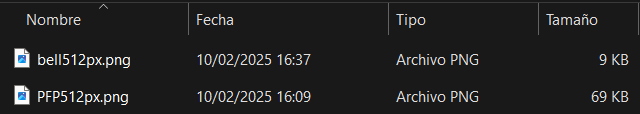 Nombre Fecha Tipo Tamaño
bell512px.png 10/02/2025 16:37 Archivo PNG 9 KB
PFP512px.png 10/02/2025 16:09 Archivo PNG 69 KB